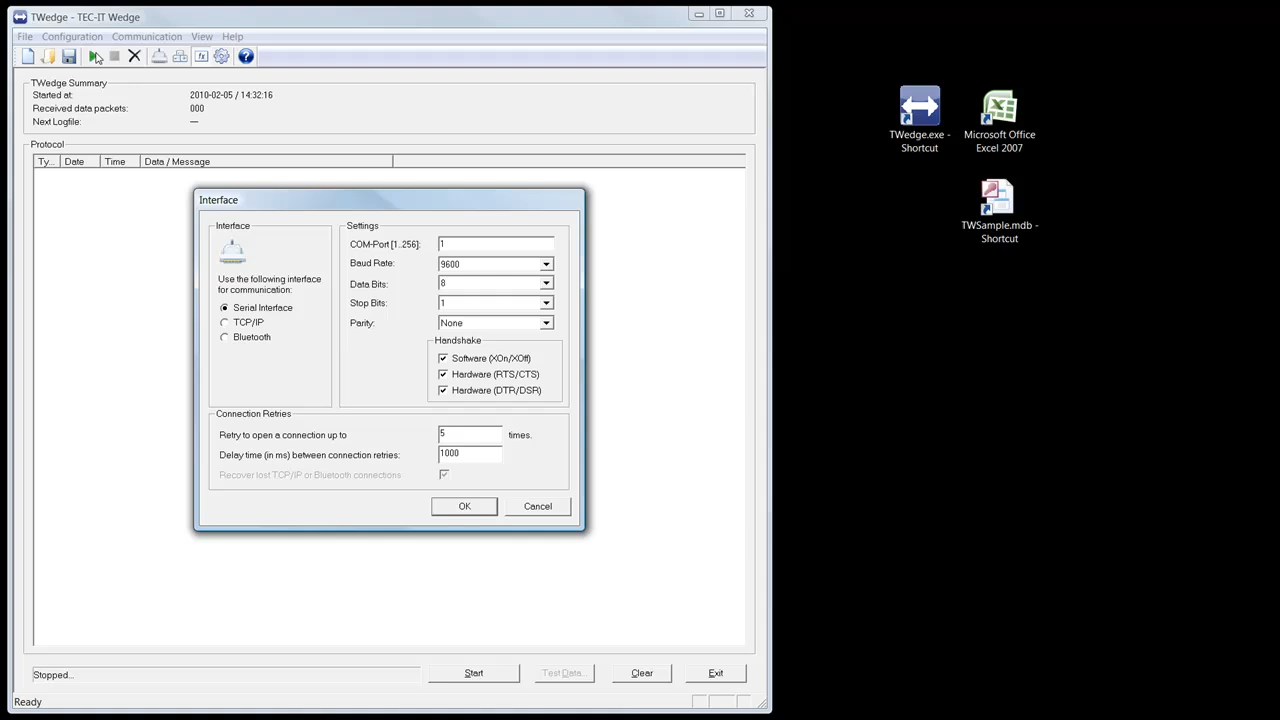 TWedge - TEC-IT Wedge
File Configuration Communication View Help
TWedge Summary
Started at: 2010-02-05 / 14:32:16
Received data packets: 000
Next Logfile: —
Protocol
Ty... Date Time Data / Message
Interface
Interface
Use the following interface
for communication:
Serial Interface
TCP/IP
Bluetooth
Settings
COM-Port [1..256]: 1
Baud Rate: 9600
Data Bits: 8
Stop Bits: 1
Parity: None
Handshake
Software (XOn/XOff)
Hardware (RTS/CTS)
Hardware (DTR/DSR)
Connection Retries
Retry to open a connection up to 5 times.
Delay time (in ms) between connection retries: 1000
Recover lost TCP/IP or Bluetooth connections
OK Cancel
Stopped...
Start Test Data... Clear Exit
Ready
TWedge.exe -
Shortcut
Microsoft Office
Excel 2007
TWSample.mdb -
Shortcut